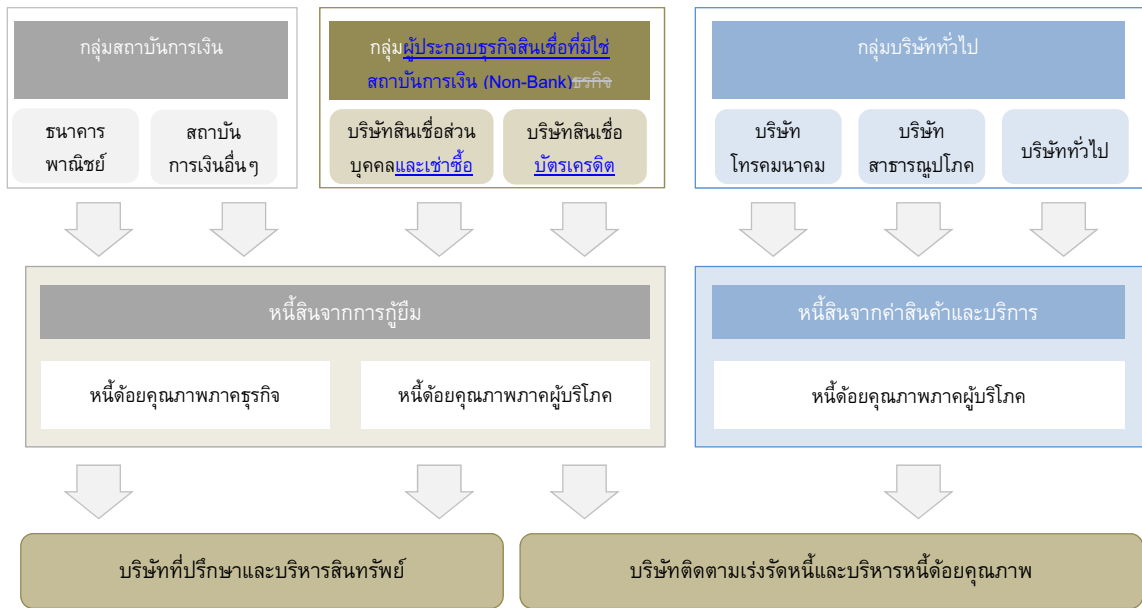 กลุ่มสถาบันการเงิน
ธนาคาร
พาณิชย์
สถาบัน
การเงินอื่นๆ
กลุ่มผู้ประกอบธุรกิจสินเชื่อที่มิใช่
สถาบันการเงิน (Non-Bank)ธุรกิจ
บริษัทสินเชื่อส่วน
บุคคลและเช่าซื้อ
บริษัทสินเชื่อ
บัตรเครดิต
กลุ่มบริษัททั่วไป
บริษัท
โทรคมนาคม
บริษัท
สาธารณูปโภค
บริษัททั่วไป
หนี้สินจากการกู้ยืม
หนี้ด้อยคุณภาพภาคธุรกิจ
หนี้ด้อยคุณภาพภาคผู้บริโภค
หนี้สินจากค่าสินค้าและบริการ
หนี้ด้อยคุณภาพภาคผู้บริโภค
บริษัทที่ปรึกษาและบริหารสินทรัพย์
บริษัทติดตามเร่งรัดหนี้และบริหารหนี้ด้อยคุณภาพ